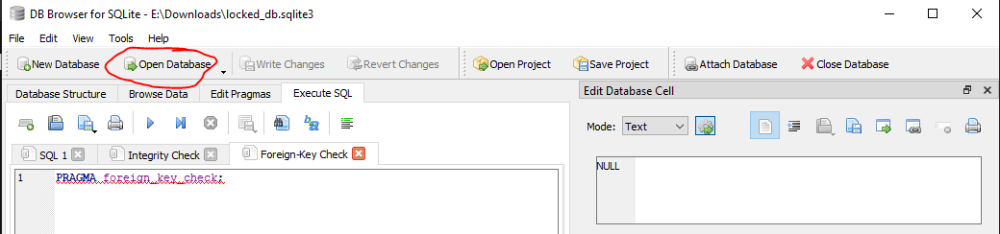 DB Browser for SQLite - E:\Downloads\locked_db.sqlite3
File Edit View Tools Help
New Database Open Database Write Changes Revert Changes Open Project Save Project Attach Database Close Database
Database Structure Browse Data Edit Pragmas Execute SQL
Edit Database Cell
Mode: Text
SQL 1 Integrity Check Foreign-Key Check
1 PRAGMA foreign_key_check;
NULL